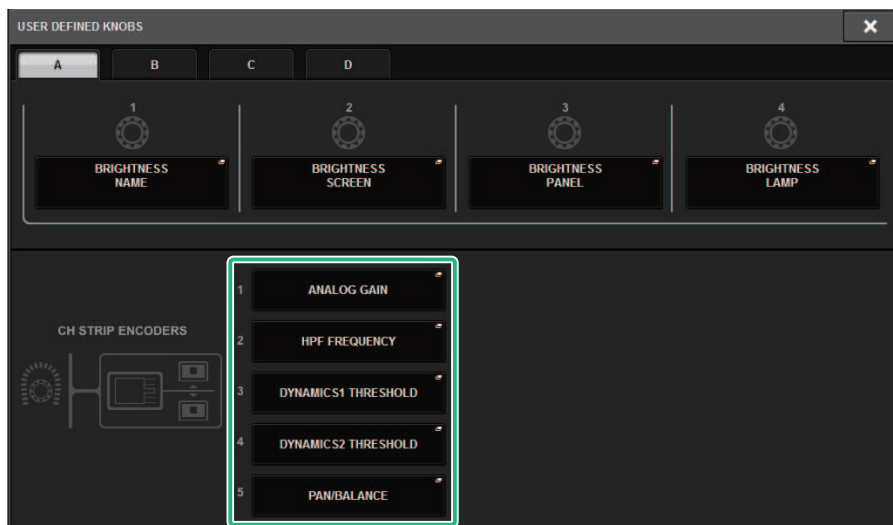 USER DEFINED KNOBS
A B C D
1 2 3 4
BRIGHTNESS NAME
BRIGHTNESS SCREEN
BRIGHTNESS PANEL
BRIGHTNESS LAMP
CH STRIP ENCODERS
1 ANALOG GAIN
2 HPF FREQUENCY
3 DYNAMICS1 THRESHOLD
4 DYNAMICS2 THRESHOLD
5 PAN/BALANCE